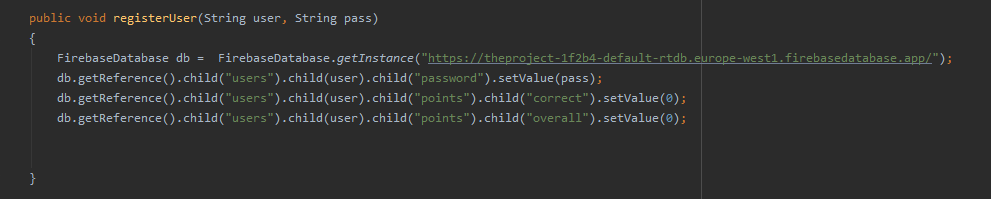 public void registerUser(String user, String pass)
{
FirebaseDatabase db =  FirebaseDatabase.getInstance("https://theproject-1f2b4-default-rtdb.europe-west1.firebasedatabase.app/");
db.getReference().child("users").child(user).child("password").setValue(pass);
db.getReference().child("users").child(user).child("points").child("correct").setValue(0);
db.getReference().child("users").child(user).child("points").child("overall").setValue(0);
}